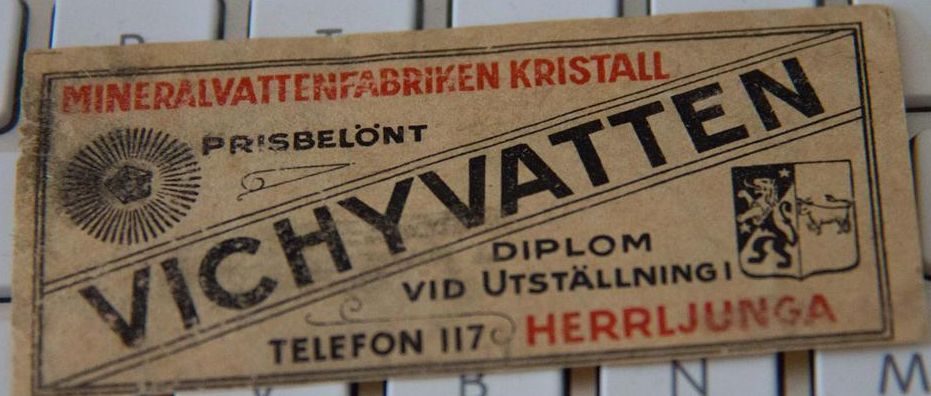 MINERALVATTENFABRIKEN KRISTALL
PRISBELÖNT
VICHYVATTEN
DIPLOM
VID UTSTÄLLNING I
TELEFON 117 HERRLJUNGA
B N M